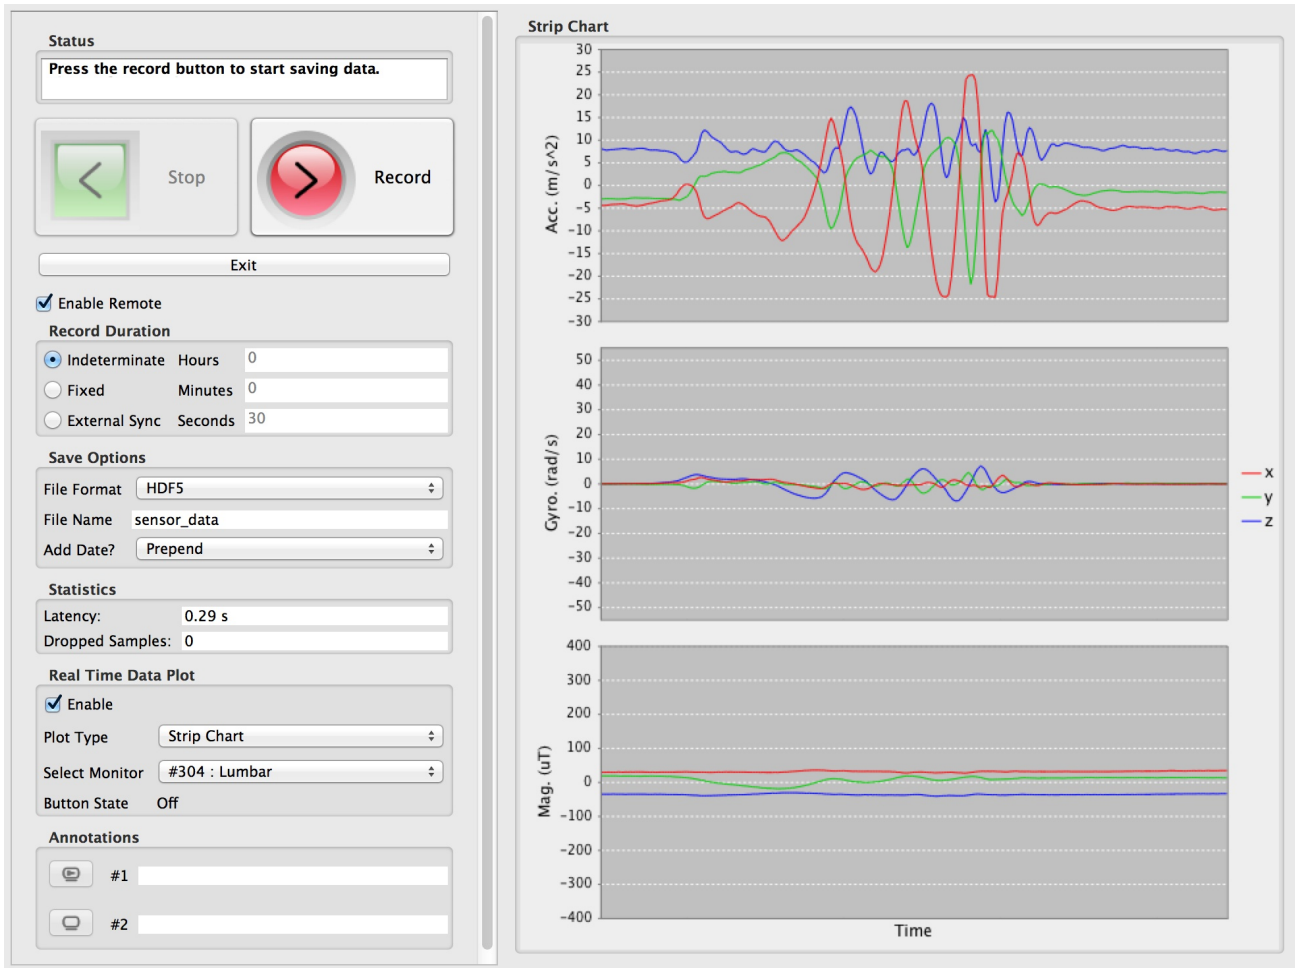 Status
Press the record button to start saving data.
Stop
Record
Exit
Enable Remote
Record Duration
Indeterminate Hours 0
Fixed Minutes 0
External Sync Seconds 30
Save Options
File Format HDF5
File Name sensor_data
Add Date? Prepend
Statistics
Latency: 0.29 s
Dropped Samples: 0
Real Time Data Plot
Enable
Plot Type Strip Chart
Select Monitor #304 : Lumbar
Button State Off
Annotations
#1
#2
Strip Chart
Acc. (m/s^2)
30
25
20
15
10
5
0
-5
-10
-15
-20
-25
-30
Gyro. (rad/s)
50
40
30
20
10
0
-10
-20
-30
-40
-50
Mag. (uT)
400
300
200
100
0
-100
-200
-300
-400
Time
x
y
z